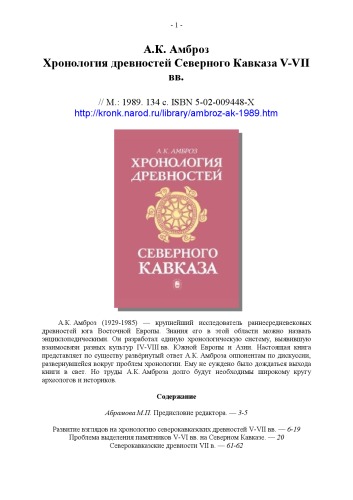 - 1 -
А.К. Амброз
Хронология древностей Северного Кавказа V-VII
вв.
// М.: 1989. 134 с. ISBN 5-02-009448-X
http://kronk.narod.ru/library/ambroz-ak-1989.htm
А.К. АМБРОЗ
ХРОНОЛОГИЯ
ДРЕВНОСТЕЙ
СЕВЕРНОГО
КАВКАЗА
А.К. Амброз (1929-1985) — крупнейший исследователь раннесредневековых
древностей юга Восточной Европы. Знания его в этой области можно назвать
энциклопедическими. Он разработал единую хронологическую систему, выявившую
взаимосвязи разных культур IV-VIII вв. Южной Европы и Азии. Настоящая книга
представляет по существу развёрнутый ответ А.К. Амброза оппонентам по дискуссии,
развернувшейся вокруг проблем хронологии. Ему не суждено было дождаться выхода
книги в свет. Но труды А.К. Амброза долго будут необходимы широкому кругу
археологов и историков.
Содержание
Абрамова М.П. Предисловие редактора. — 3-5
Развитие взглядов на хронологию северокавказских древностей V-VII вв. — 6-19
Проблема выделения памятников V-VI вв. на Северном Кавказе. — 20
Северокавказские древности VII в. — 61-62